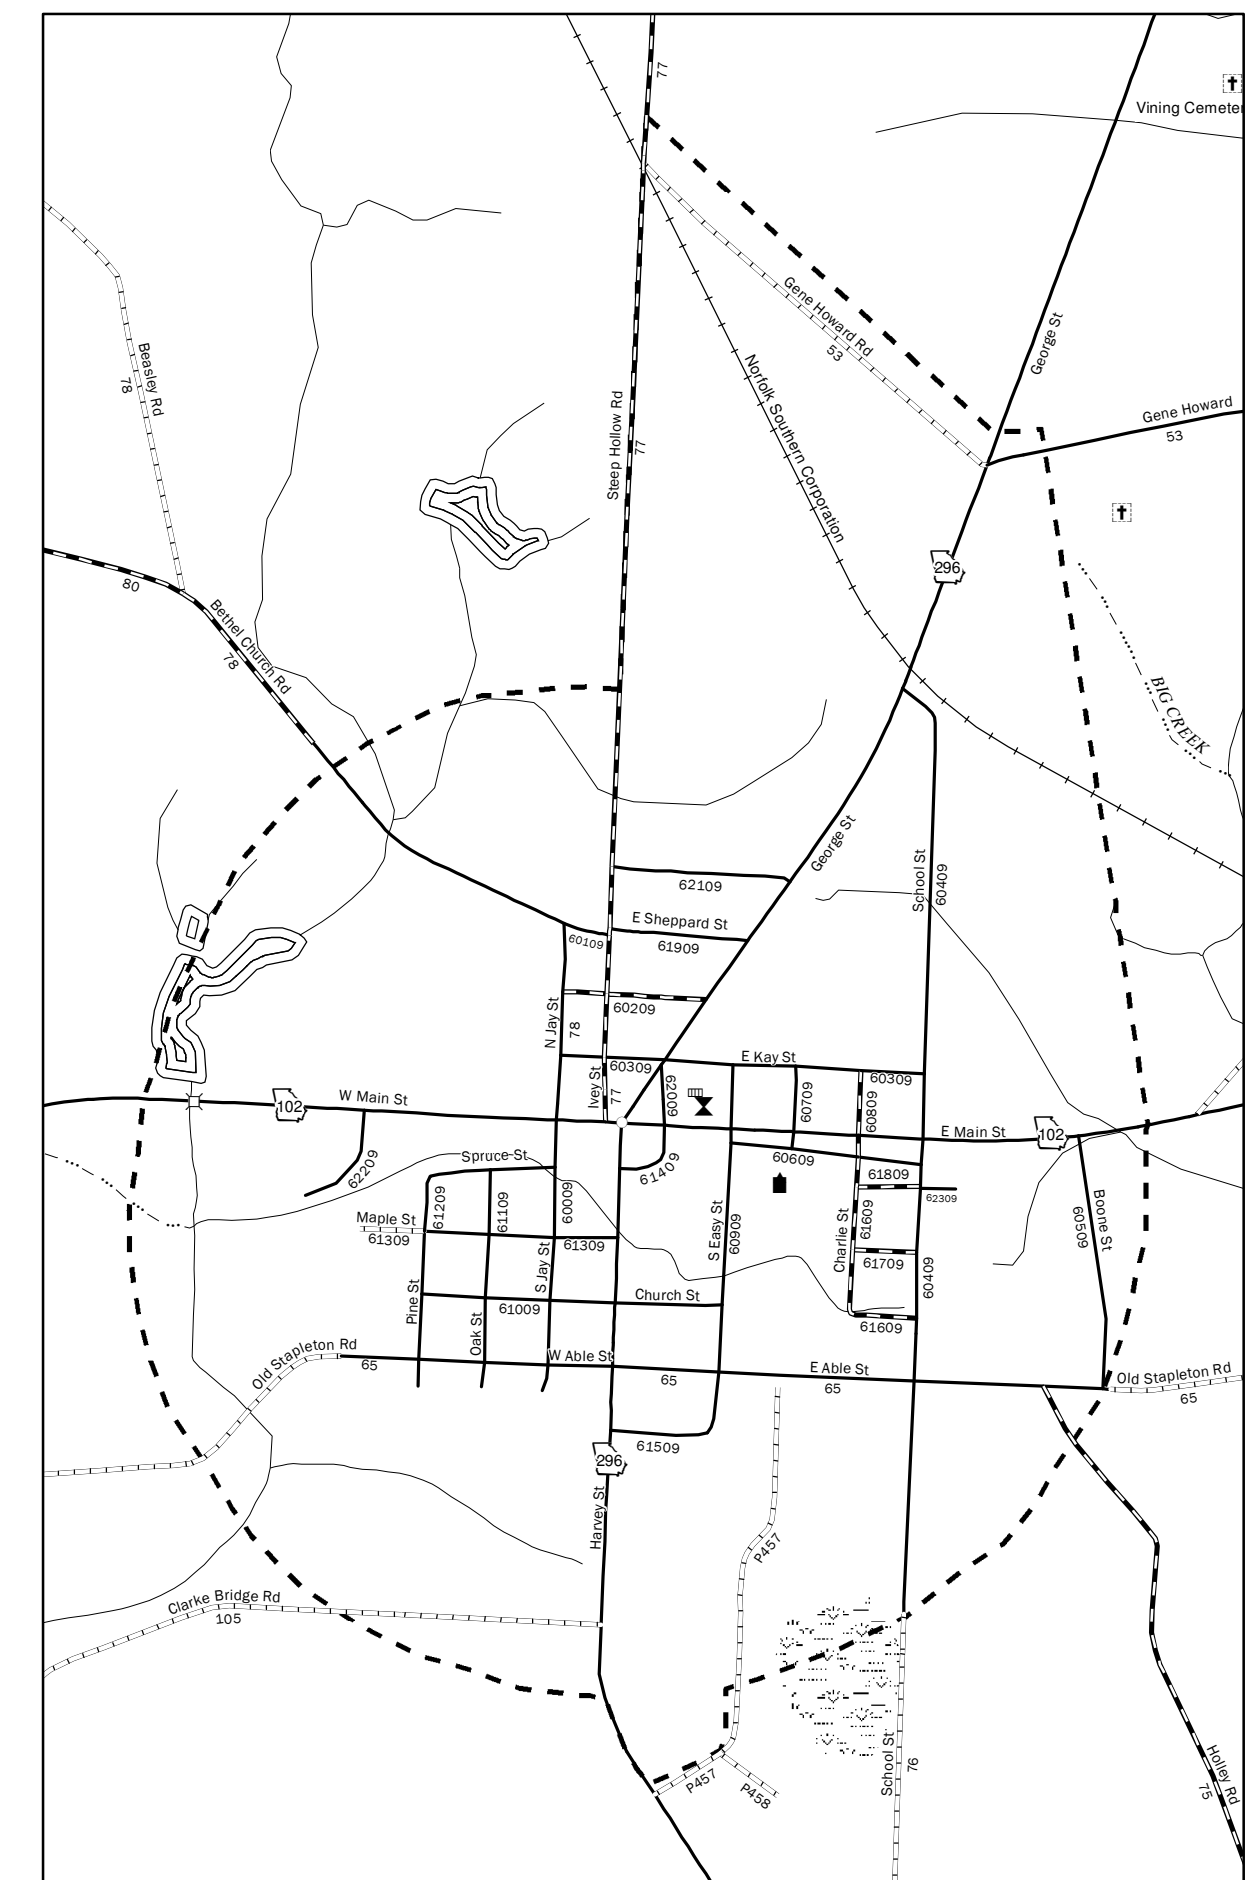 77
Vining Cemeter
Gene Howard Rd
53
George St
Beasley Rd
78
Norfolk Southern Corporation
Steep Hollow Rd
77
Gene Howard
53
296
80
Bethel Church Rd
78
BIG CREEK
George St
School St
60409
62109
E Sheppard St
60109
61909
60209
N Jay St
78
E Kay St
60309
60309
Ivey St
77
62009
60709
60809
W Main St
102
E Main St
102
62209
Spruce St
61409
60609
61809
62309
61209
61109
60009
Maple St
61309
61309
S Easy St
60909
Charlie St
61609
Boone St
60509
61709
60409
S Jay St
Pine St
61009
Church St
61609
Oak St
Old Stapleton Rd
65
W Able St
65
E Able St
65
Old Stapleton Rd
65
61509
296
Harvey St
P457
Clarke Bridge Rd
105
School St
76
P457
P458
Holley Rd
75